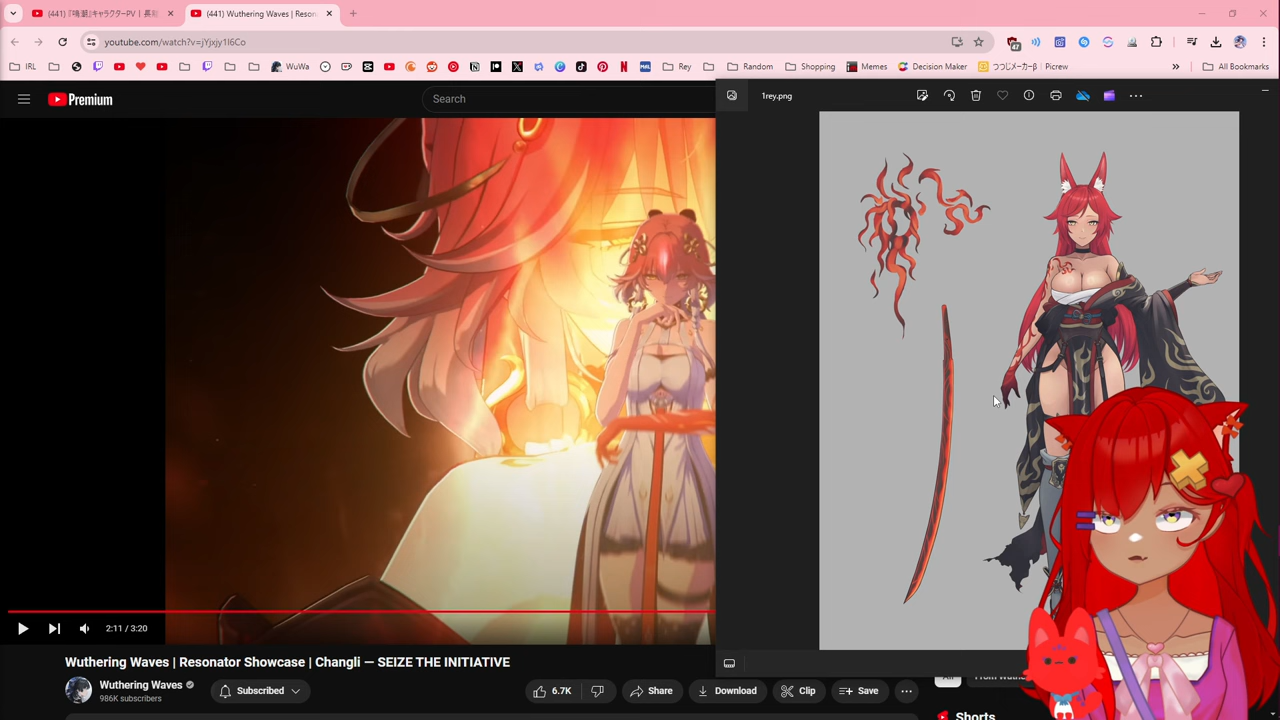 (441) 『鳴潮』キャラクターPV | 長離
(441) Wuthering Waves | Reson
youtube.com/watch?v=jYjxjy1I6Co
47
IRL
WuWa
Rey
Random
Shopping
Memes
Decision Maker
つつじメーカーβ | Picrew
All Bookmarks
Premium
Search
1rey.png
2:11 / 3:20
Wuthering Waves | Resonator Showcase | Changli — SEIZE THE INITIATIVE
Wuthering Waves
986K subscribers
Subscribed
6.7K
Share
Download
Clip
Save
Shorts